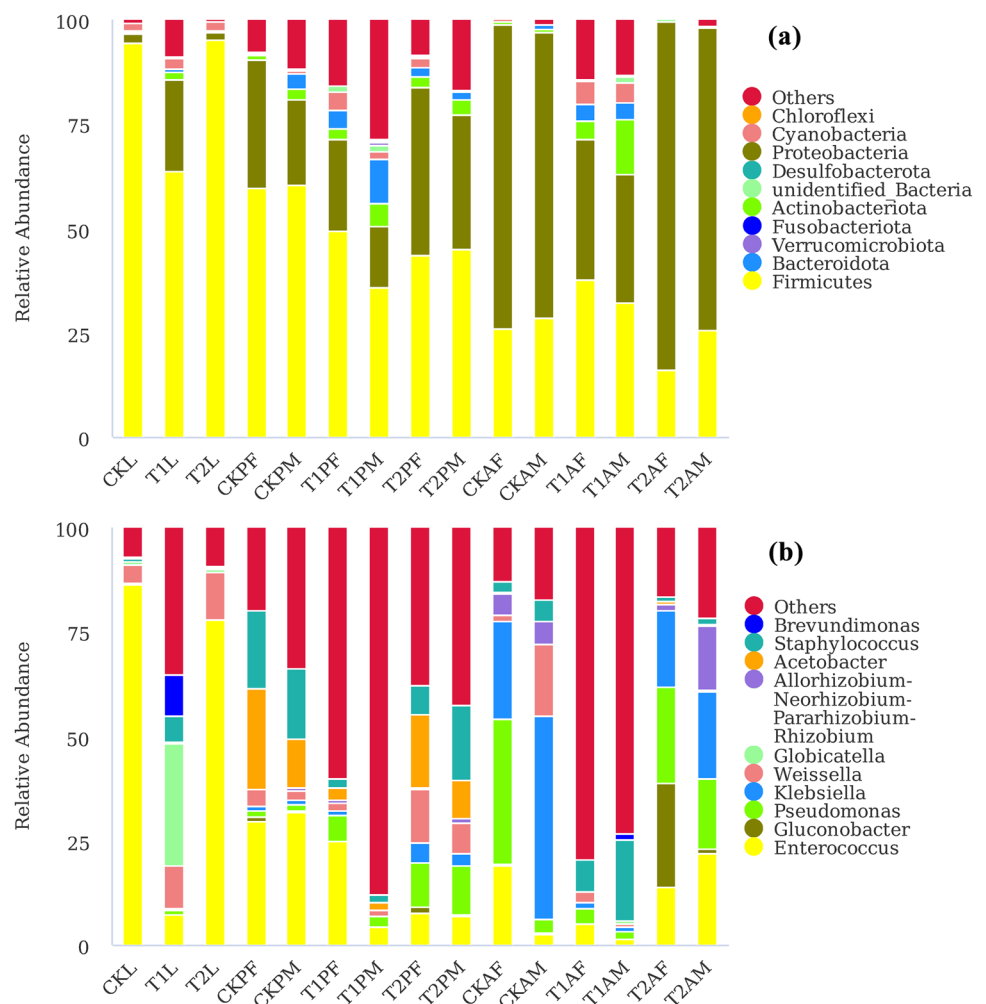 (a)
100
75
50
25
0
Relative Abundance
Others
Chloroflexi
Cyanobacteria
Proteobacteria
Desulfobacterota
unidentified_Bacteria
Actinobacteriota
Fusobacteriota
Verrucomicrobiota
Bacteroidota
Firmicutes
CKL T1L T2L CKPF CKPM T1PF T1PM T2PF T2PM CKAF CKAM T1AF T1AM T2AF T2AM
(b)
100
75
50
25
0
Relative Abundance
Others
Brevundimonas
Staphylococcus
Acetobacter
Allorhizobium-
Neorhizobium-
Pararhizobium-
Rhizobium
Globicatella
Weissella
Klebsiella
Pseudomonas
Gluconobacter
Enterococcus
CKL T1L T2L CKPF CKPM T1PF T1PM T2PF T2PM CKAF CKAM T1AF T1AM T2AF T2AM